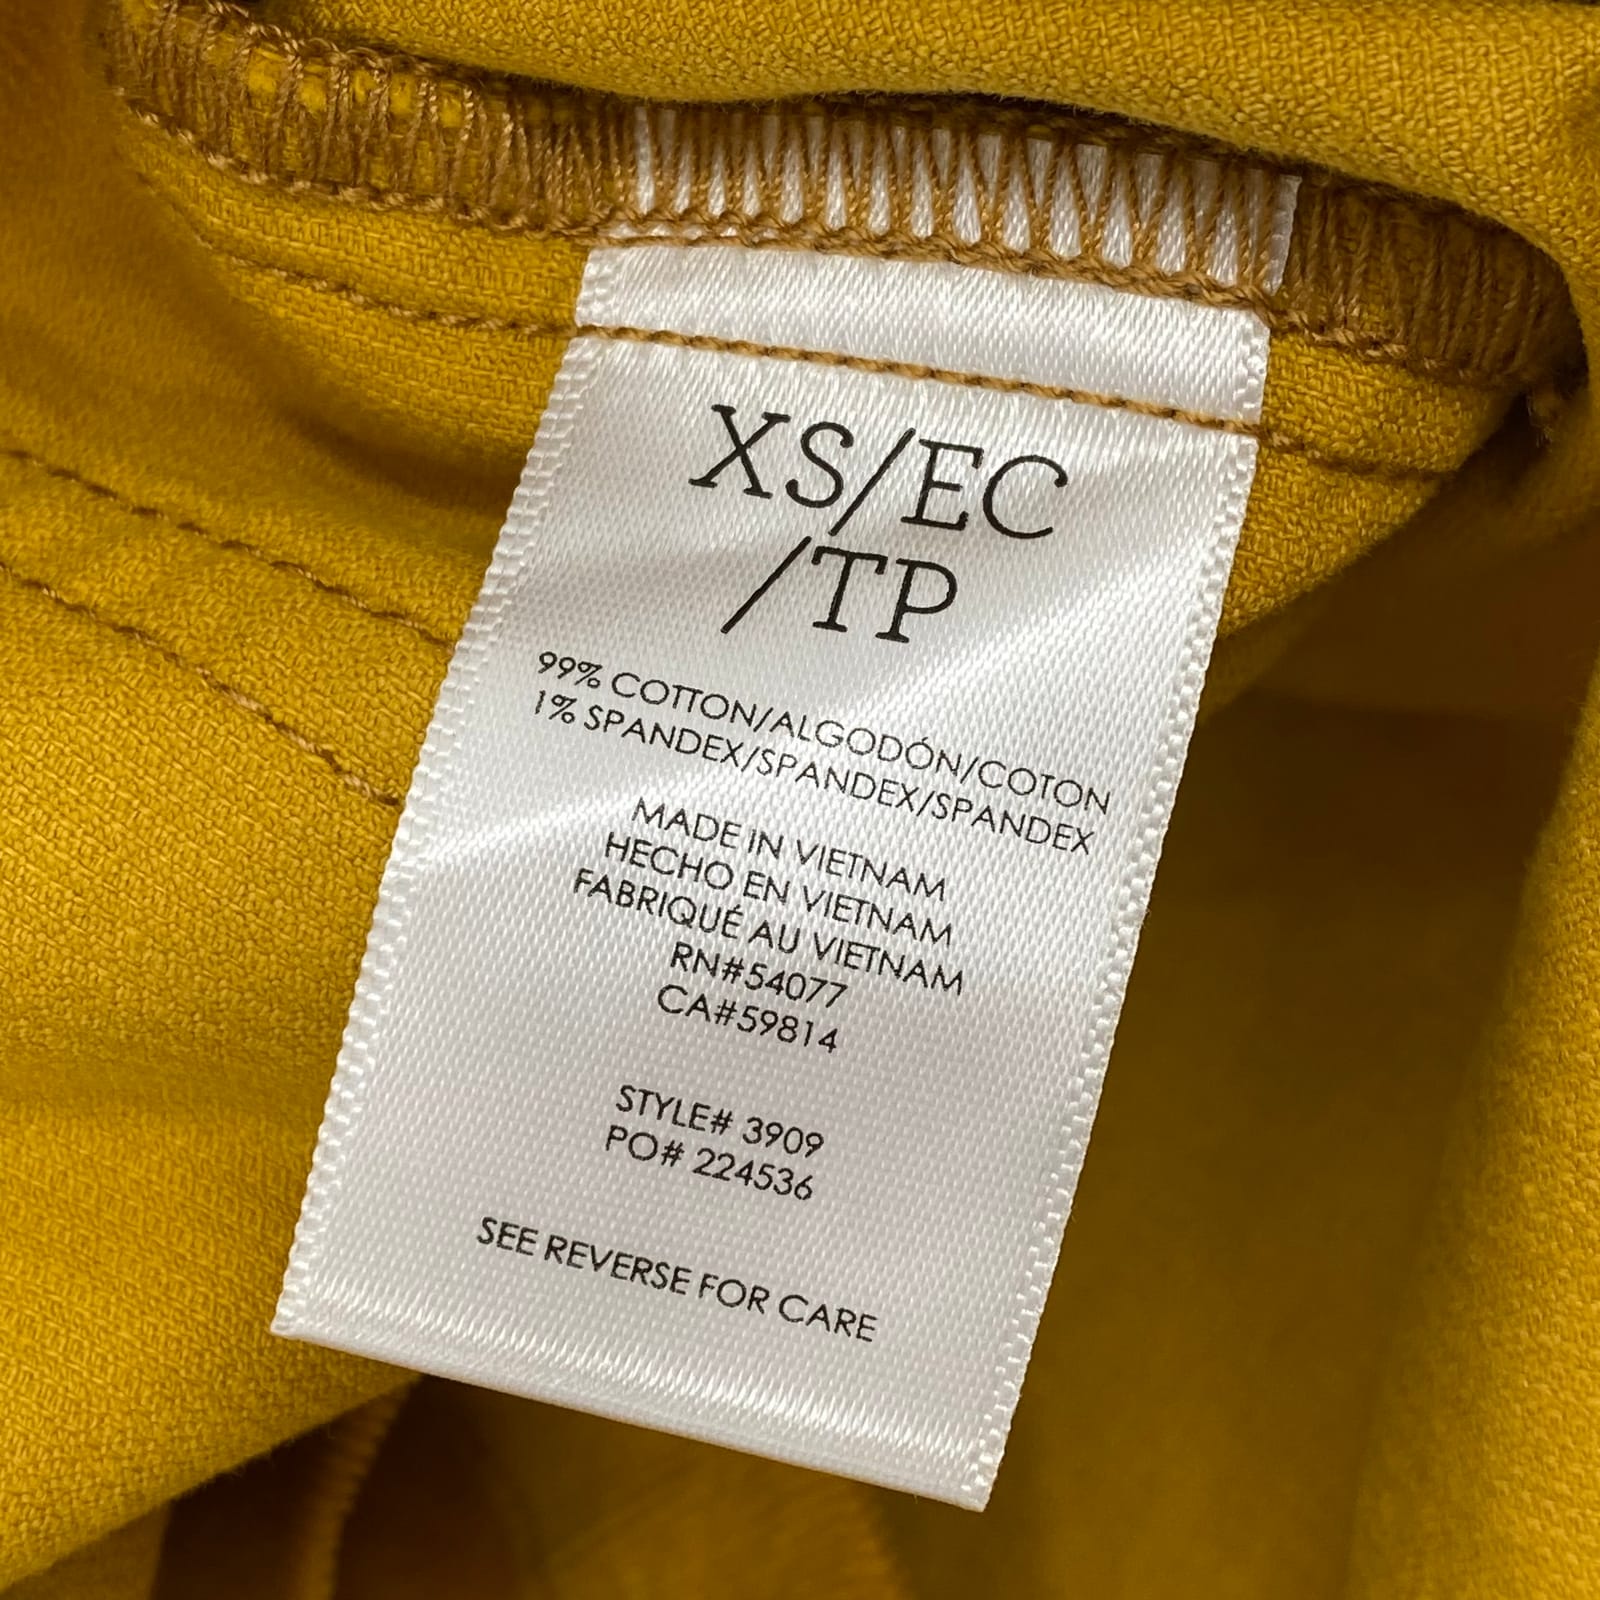 XS/EC
/TP
99% COTTON/ALGODÓN/COTON
1% SPANDEX/SPANDEX/SPANDEX
MADE IN VIETNAM
HECHO EN VIETNAM
FABRIQUÉ AU VIETNAM
RN#54077
CA#59814
STYLE# 3909
PO# 224536
SEE REVERSE FOR CARE